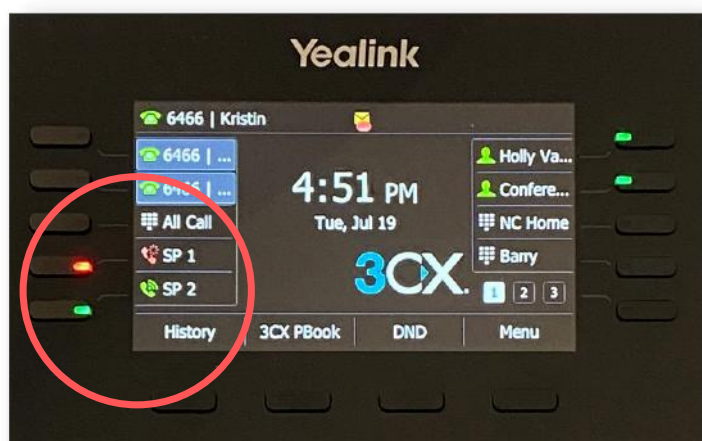 Yealink
6466 | Kristin
6466 | ...
6466 | ...
All Call
SP 1
SP 2
4:51 PM
Tue, Jul 19
3CX.
Holly Va...
Confere...
NC Home
Barry
1 2 3
History 3CX PBook DND Menu